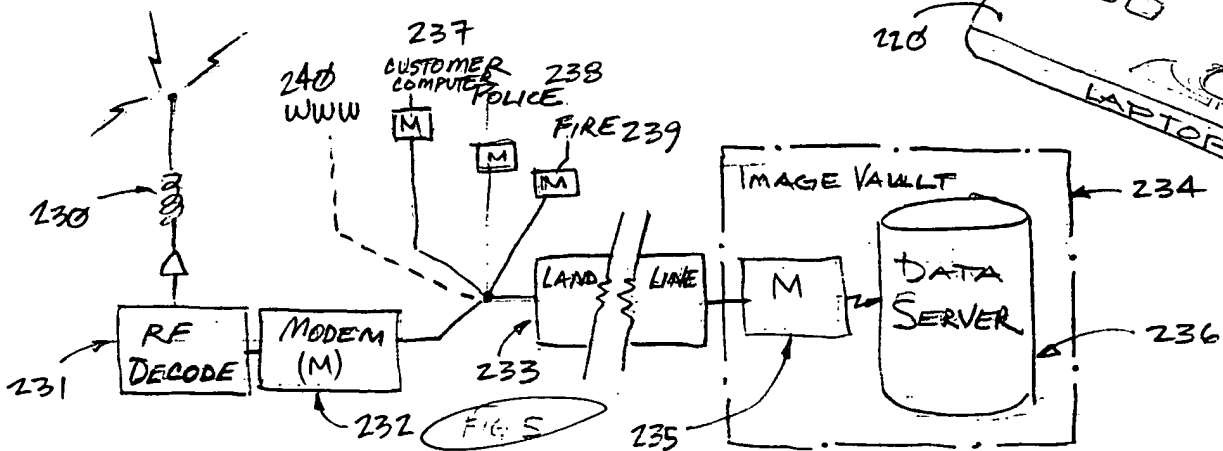 237
220
240
CUSTOMER
238
WWW
COMPUTER
POLICE
LAPTOP
M
FIRE 239
M
M
IMAGE VAULT
234
230
LAND
LINE
M
DATA
SERVER
RF
DECODE
MODEM
(M)
231
233
236
232
FIG 5
235